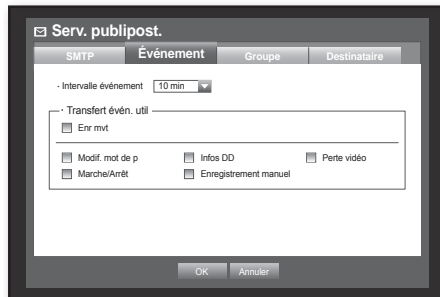 Serv. publipost.
SMTP Événement Groupe Destinataire
· Intervalle événement 10 min
· Transfert évén. util
Enr mvt
Modif. mot de p Infos DD Perte vidéo
Marche/Arrêt Enregistrement manuel
OK Annuler